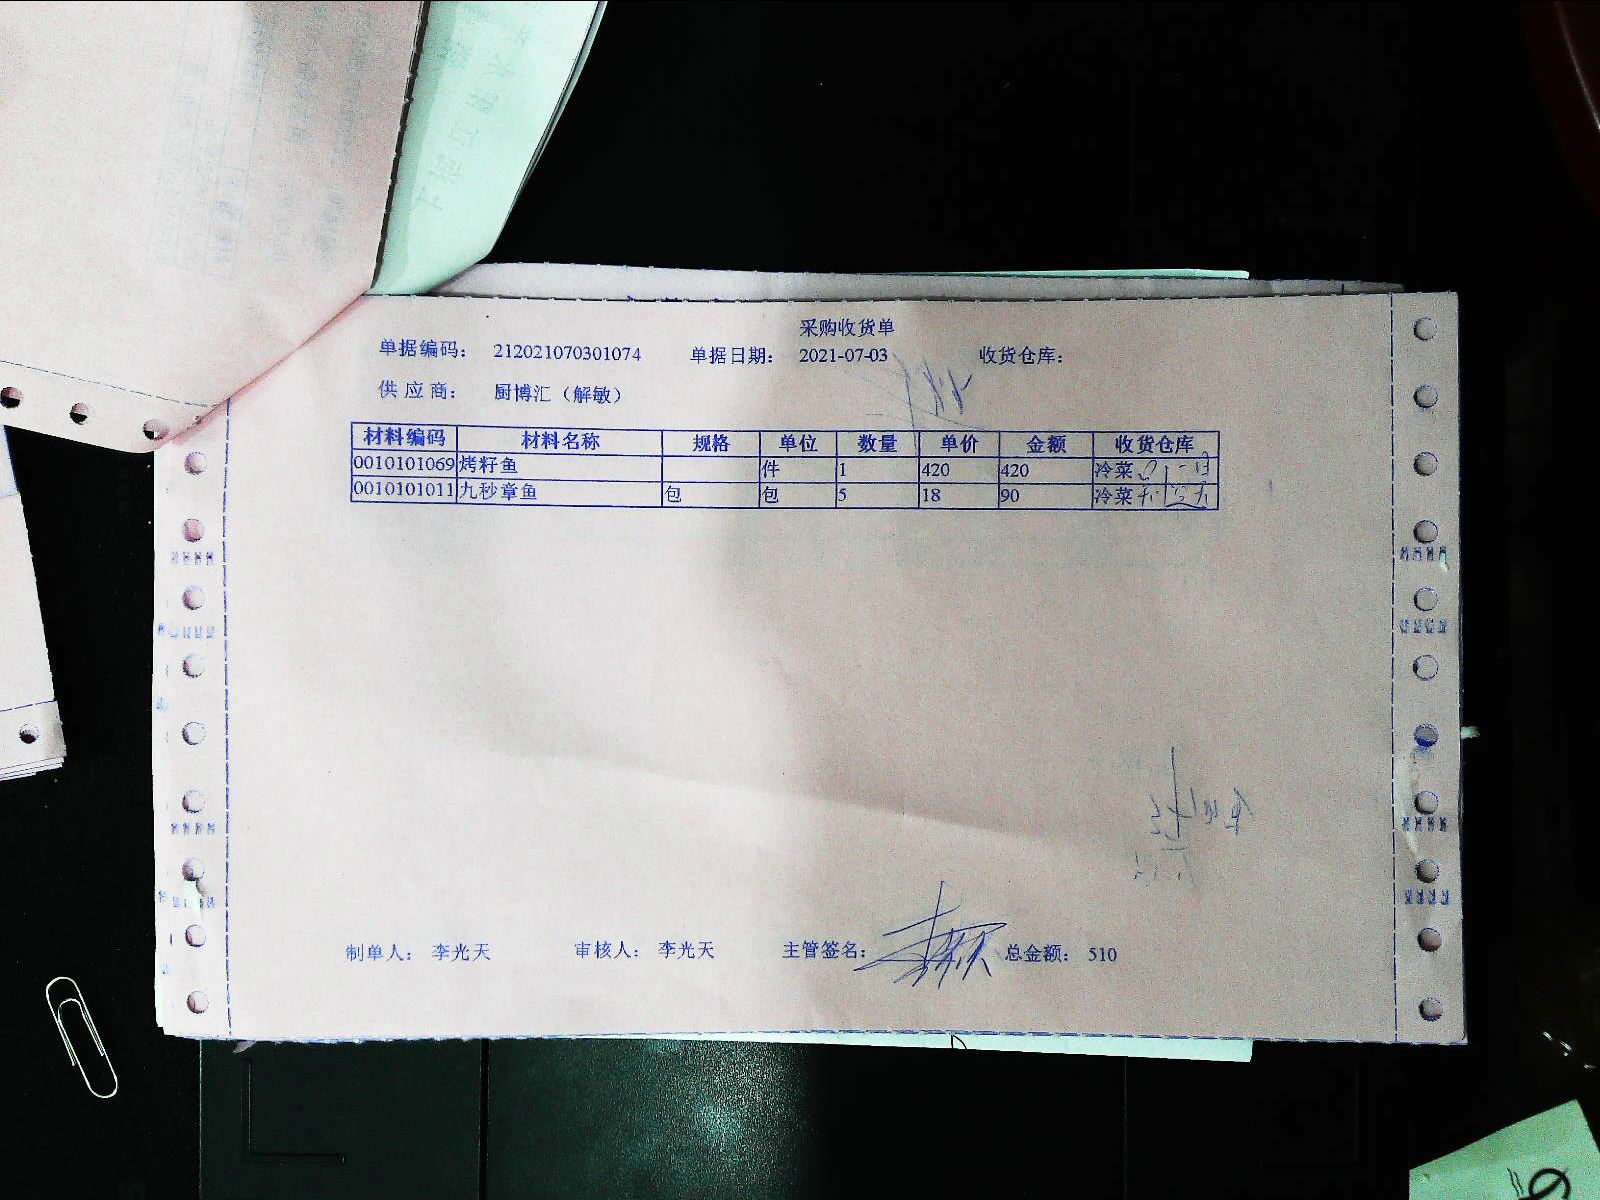 采购收货单
单据编码： 212021070301074 单据日期： 2021-07-03 收货仓库：
供 应 商： 厨博汇（解敏）
材料编码 材料名称 规格 单位 数量 单价 金额 收货仓库
0010101069 烤籽鱼 件 1 420 420 冷菜
0010101011 九秒章鱼 包 包 5 18 90 冷菜
制单人： 李光天 审核人： 李光天 主管签名： 总金额： 510